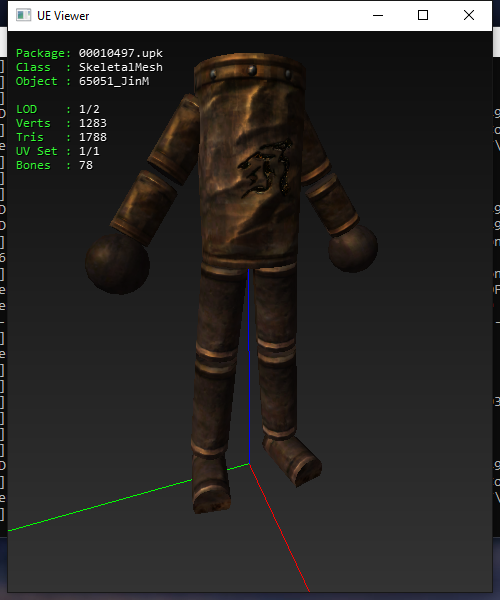 UE Viewer
Package: 00010497.upk
Class : SkeletalMesh
Object : 65051_JinM
LOD : 1/2
Verts : 1283
Tris : 1788
UV Set : 1/1
Bones : 78